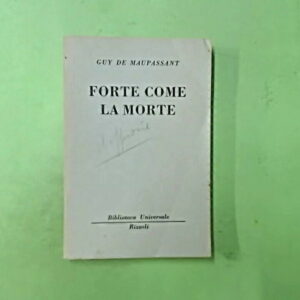 GUY DE MAUPASSANT
FORTE COME
LA MORTE
Biblioteca Universale
Rizzoli